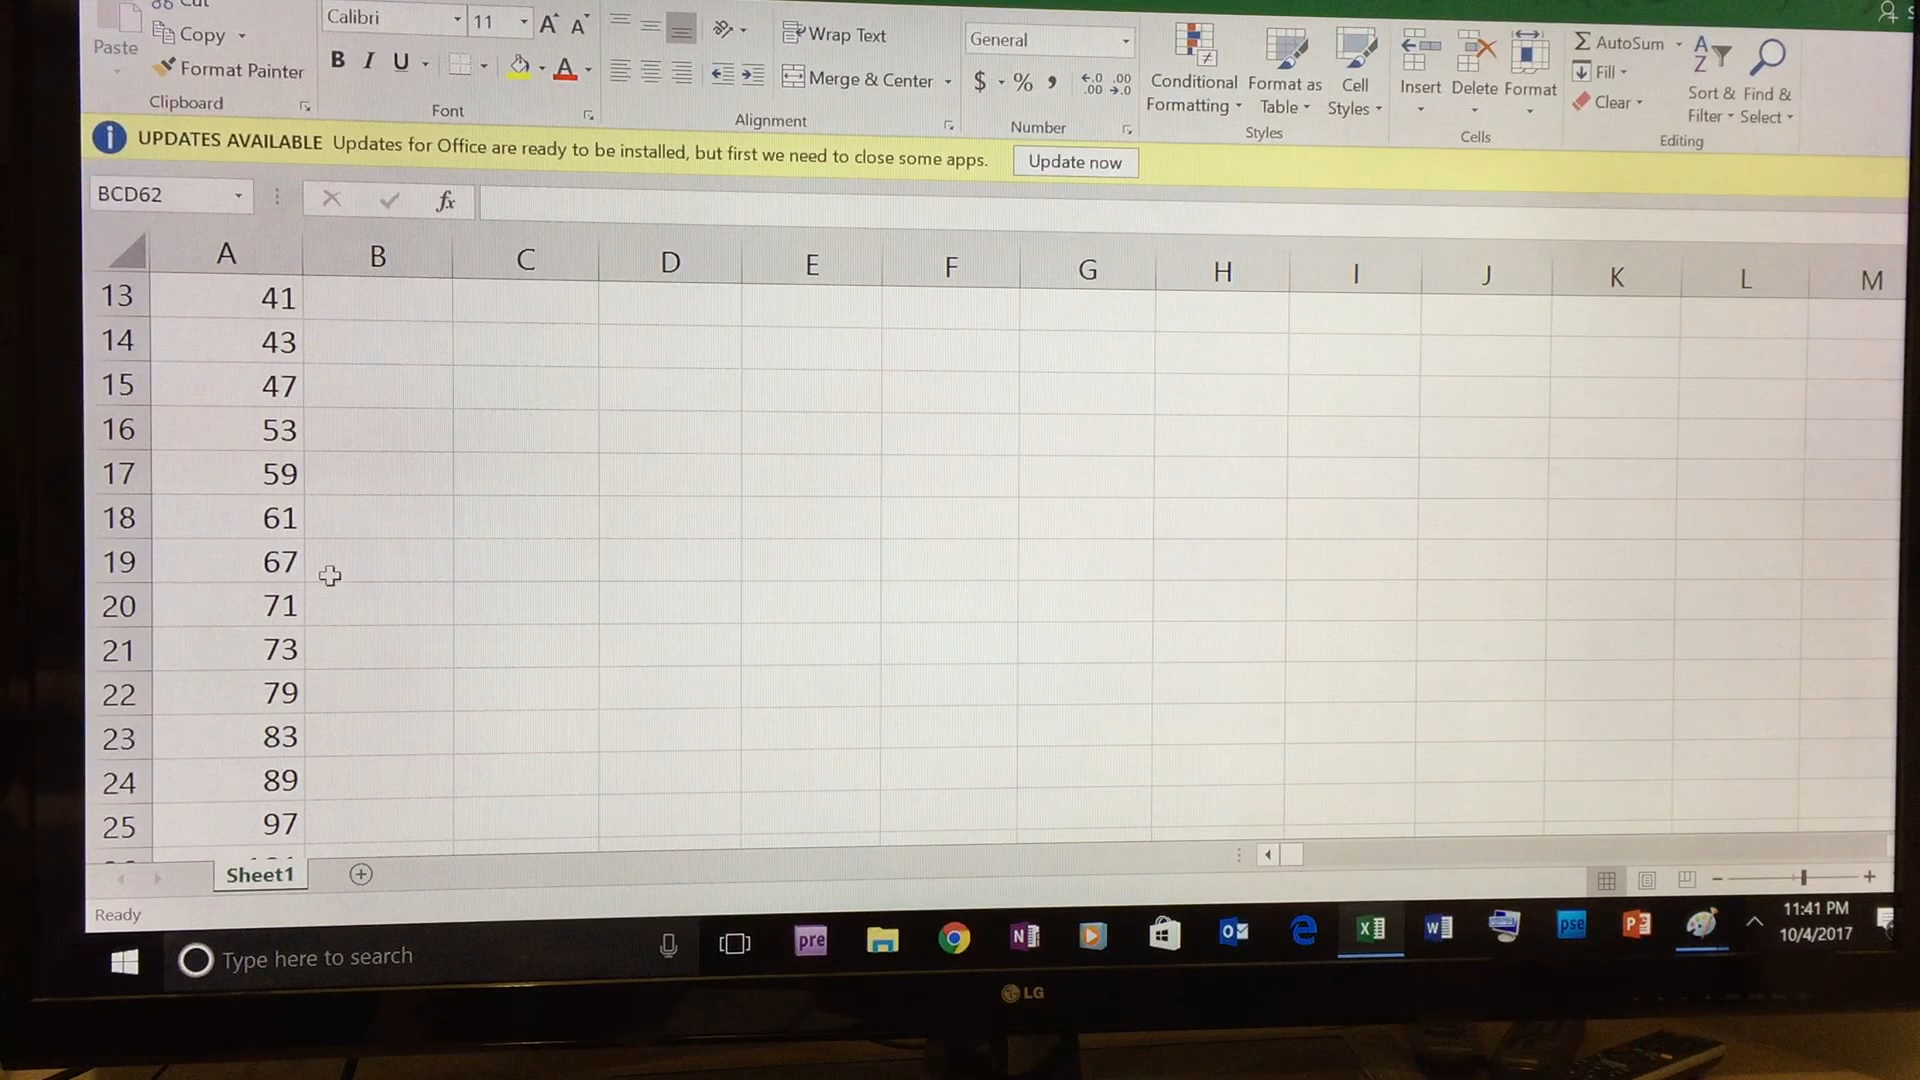 Cut
Copy
Format Painter
Paste
Clipboard
Calibri 11 A A
B I U A
Font
Wrap Text
Merge & Center
Alignment
General
$ % , .00 .00
Number
Conditional Formatting
Format as Table
Cell Styles
Styles
Insert Delete Format
Cells
AutoSum
Fill
Clear
Sort & Filter
Find & Select
Editing
UPDATES AVAILABLE Updates for Office are ready to be installed, but first we need to close some apps. Update now
BCD62 fx
A B C D E F G H I J K L M
13 41
14 43
15 47
16 53
17 59
18 61
19 67
20 71
21 73
22 79
23 83
24 89
25 97
Sheet1
Ready
Type here to search
pre
N
W
pse
P
11:41 PM
10/4/2017
LG